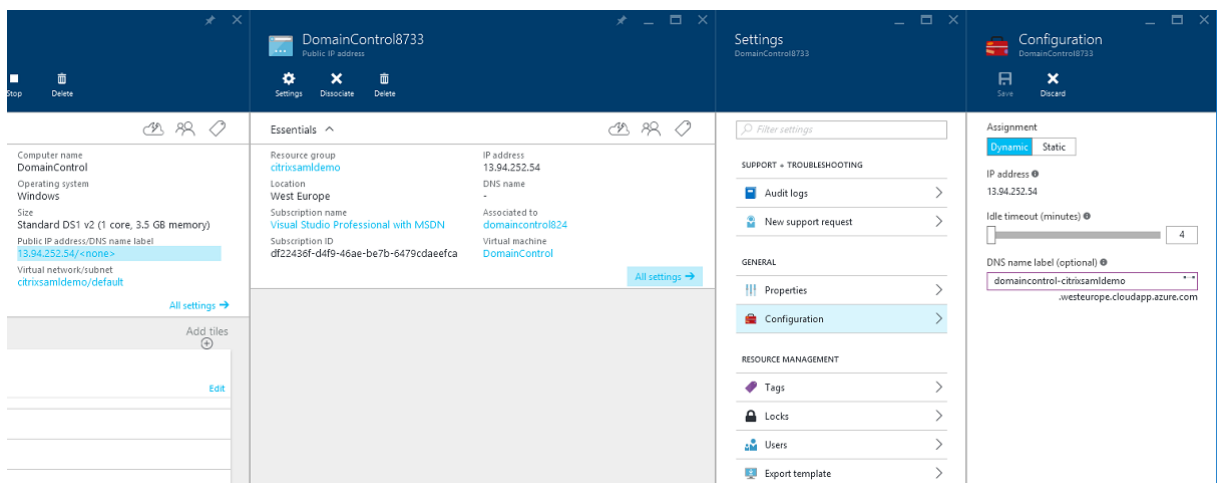 Stop
Delete
Computer name
DomainControl
Operating system
Windows
Size
Standard DS1 v2 (1 core, 3.5 GB memory)
Public IP address/DNS name label
13.94.252.54/<none>
Virtual network/subnet
citrixsamldemo/default
All settings →
Add tiles
Edit
DomainControl8733
Public IP address
Settings
Dissociate
Delete
Essentials
Resource group
citrixsamldemo
Location
West Europe
Subscription name
Visual Studio Professional with MSDN
Subscription ID
df22436f-d4f9-46ae-be7b-6479cdaeefca
IP address
13.94.252.54
DNS name
-
Associated to
domaincontrol824
Virtual machine
DomainControl
All settings →
Settings
DomainControl8733
Filter settings
SUPPORT + TROUBLESHOOTING
Audit logs
New support request
GENERAL
Properties
Configuration
RESOURCE MANAGEMENT
Tags
Locks
Users
Export template
Configuration
DomainControl8733
Save
Discard
Assignment
Dynamic Static
IP address
13.94.252.54
Idle timeout (minutes)
4
DNS name label (optional)
domaincontrol-citrixsamldemo
.westeurope.cloudapp.azure.com